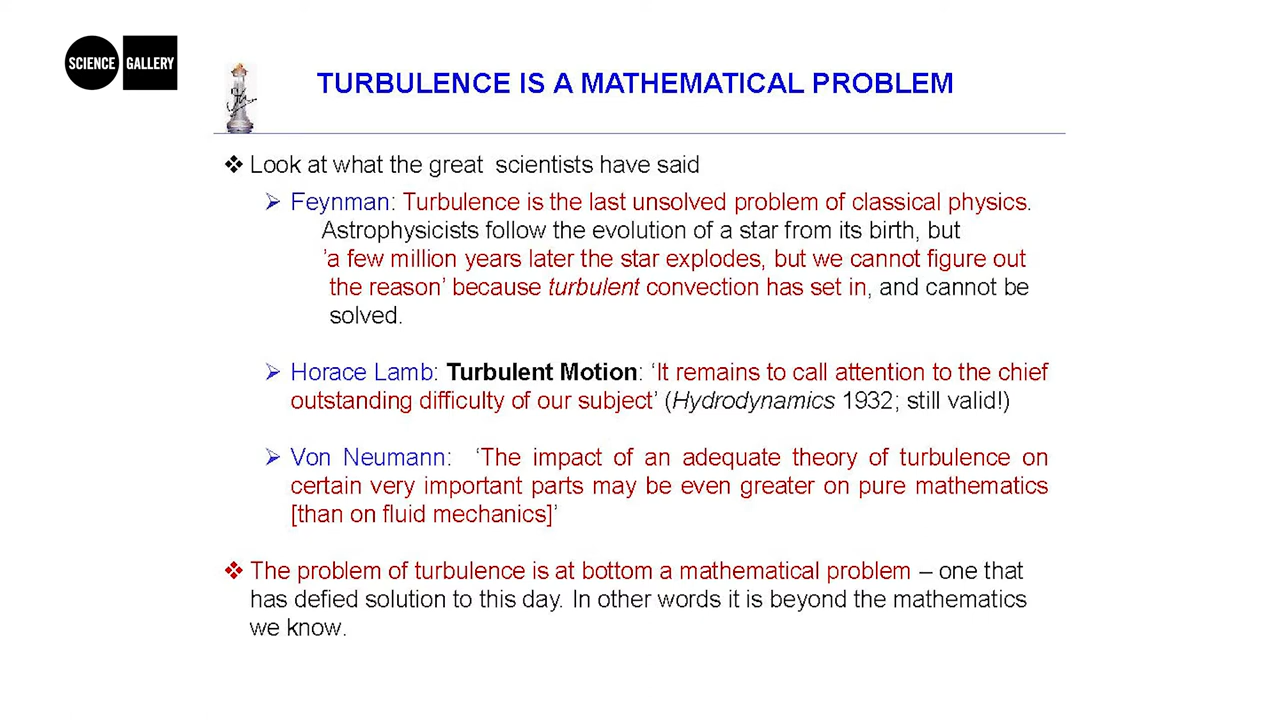 SCIENCE GALLERY
TURBULENCE IS A MATHEMATICAL PROBLEM
❖ Look at what the great scientists have said
➢ Feynman: Turbulence is the last unsolved problem of classical physics.
Astrophysicists follow the evolution of a star from its birth, but
’a few million years later the star explodes, but we cannot figure out
the reason’ because turbulent convection has set in, and cannot be
solved.
➢ Horace Lamb: Turbulent Motion: ‘It remains to call attention to the chief
outstanding difficulty of our subject’ (Hydrodynamics 1932; still valid!)
➢ Von Neumann: ‘The impact of an adequate theory of turbulence on
certain very important parts may be even greater on pure mathematics
[than on fluid mechanics]’
❖ The problem of turbulence is at bottom a mathematical problem – one that
has defied solution to this day. In other words it is beyond the mathematics
we know.